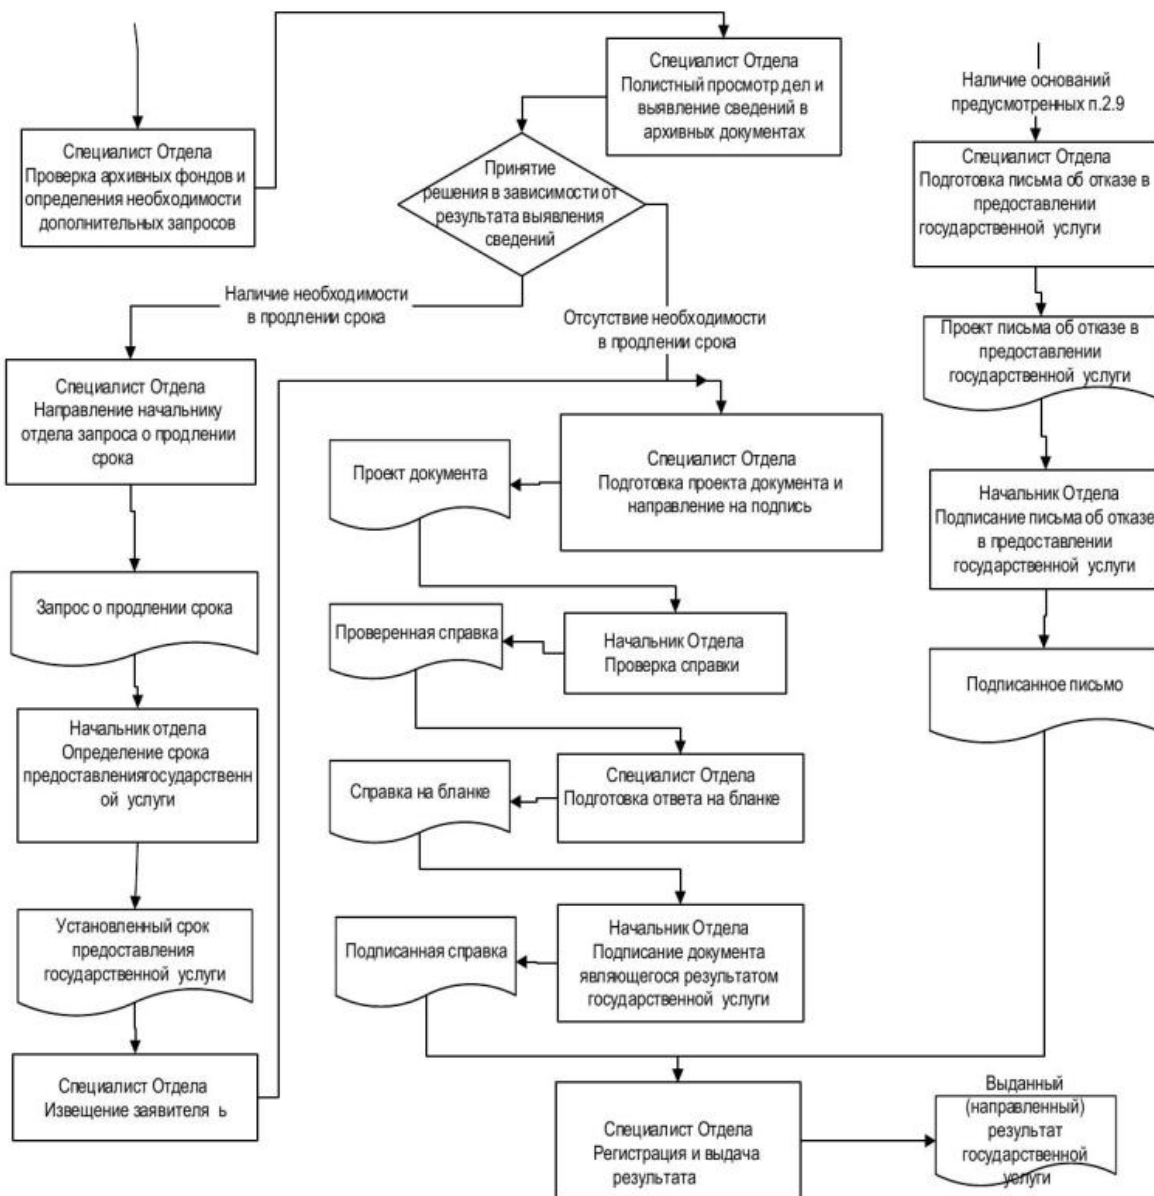 Специалист Отдела
Проверка архивных фондов и
определения необходимости
дополнительных запросов
Специалист Отдела
Полистный просмотр дел и
выявление сведений в
архивных документах
Принятие
решения в зависимости от
результата выявления
сведений
Наличие необходимости
в продлении срока
Отсутствие необходимости
в продлении срока
Специалист Отдела
Направление начальнику
отдела запроса о продлении
срока
Запрос о продлении срока
Начальник отдела
Определение срока
предоставлениягосударственн
ой услуги
Установленный срок
предоставления
государственной услуги
Специалист Отдела
Извещение заявителя ь
Специалист Отдела
Подготовка проекта документа и
направление на подпись
Проект документа
Начальник Отдела
Проверка справки
Проверенная справка
Специалист Отдела
Подготовка ответа на бланке
Справка на бланке
Начальник Отдела
Подписание документа
являющегося результатом
государственной услуги
Подписанная справка
Наличие оснований
предусмотренных п.2.9
Специалист Отдела
Подготовка письма об отказе в
предоставлении
государственной услуги
Проект письма об отказе в
предоставлении
государственной услуги
Начальник Отдела
Подписание письма об отказе
в предоставлении
государственной услуги
Подписанное письмо
Специалист Отдела
Регистрация и выдача
результата
Выданный
(направленный)
результат
государственной
услуги